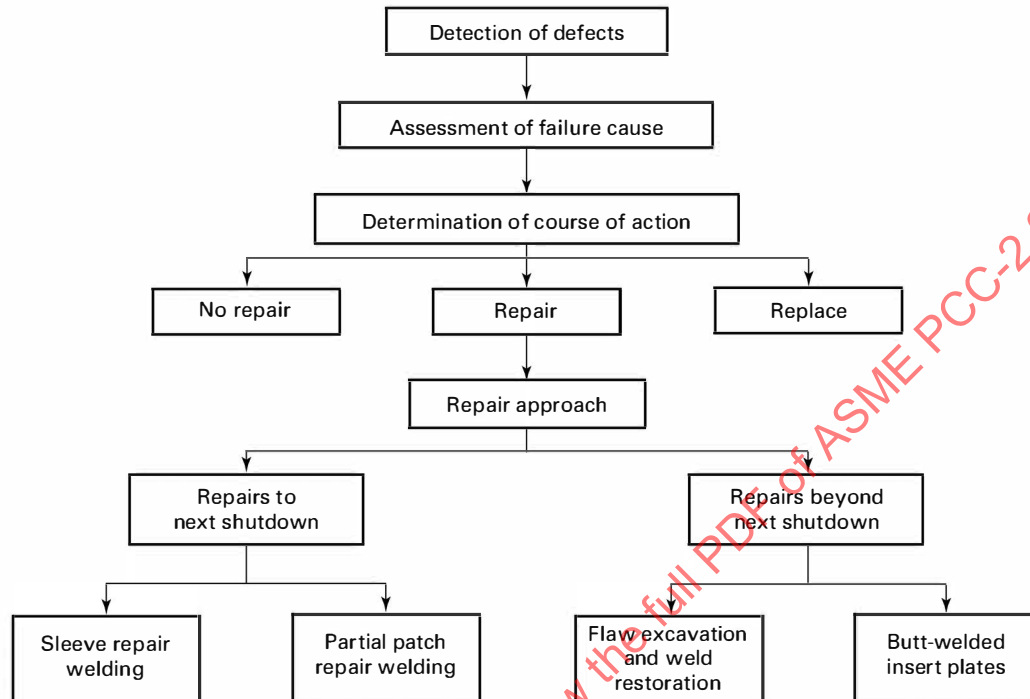 Detection of defects
Assessment of failure cause
Determination of course of action
No repair
Repair
Replace
Repair approach
Repairs to
next shutdown
Repairs beyond
next shutdown
Sleeve repair
welding
Partial patch
repair welding
Flaw excavation
and weld
restoration
Butt-welded
insert plates
the full PDF of ASME PCC-2